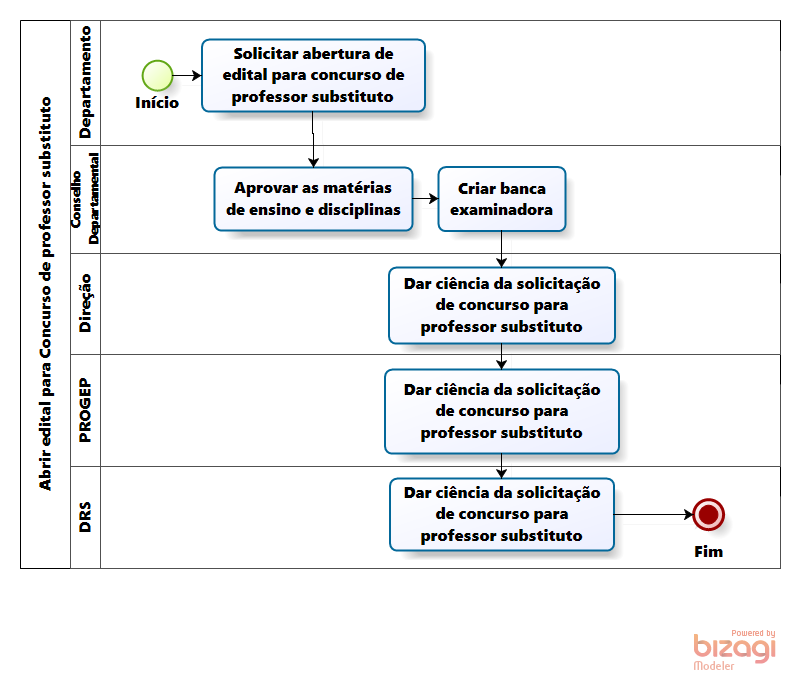 Abrir edital para Concurso de professor substituto
Departamento
Início
Solicitar abertura de
edital para concurso de
professor substituto
Conselho
Departamental
Aprovar as matérias
de ensino e disciplinas
Criar banca
examinadora
Direção
Dar ciência da solicitação
de concurso para
professor substituto
PROGEP
Dar ciência da solicitação
de concurso para
professor substituto
DRS
Dar ciência da solicitação
de concurso para
professor substituto
Fim
Powered by
bizagi
Modeler